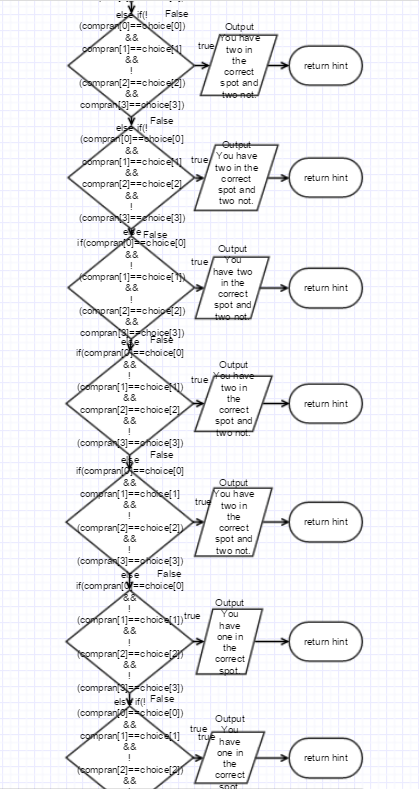 else if(!
False
(compran[0]==choice[0])
&&
compran[1]==choice[1]
&&
!
(compran[2]==choice[2])
&&
compran[3]==choice[3])
true
Output
You have
two in
the
correct
spot and
two not.
return hint
False
else if(!
(compran[0]==choice[0]
&&
compran[1]==choice[1]
&&
compran[2]==choice[2]
&&
!
(compran[3]==choice[3])
true
Output
You have
two in the
correct
spot and
two not.
return hint
False
else
if(compran[0]==choice[0]
&&
!
(compran[1]==choice[1])
&&
!
(compran[2]==choice[2])
&&
compran[3]==choice[3])
true
Output
You
have two
in the
correct
spot and
two not.
return hint
False
else
if(compran[0]==choice[0]
&&
!
(compran[1]==choice[1])
&&
compran[2]==choice[2]
&&
!
(compran[3]==choice[3])
true
Output
You have
two in
the
correct
spot and
two not.
return hint
False
else
if(compran[0]==choice[0]
&&
compran[1]==choice[1]
&&
!
(compran[2]==choice[2])
&&
!
(compran[3]==choice[3])
true
Output
You have
two in
the
correct
spot and
two not.
return hint
False
else
if(compran[0]==choice[0]
&&
!
(compran[1]==choice[1])
&&
!
(compran[2]==choice[2])
&&
!
(compran[3]==choice[3])
true
Output
You
have
one in
the
correct
spot
return hint
False
else if(!
(compran[0]==choice[0])
&&
compran[1]==choice[1]
&&
!
(compran[2]==choice[2])
&&
true
true
Output
You
have
one in
the
correct
spot
return hint